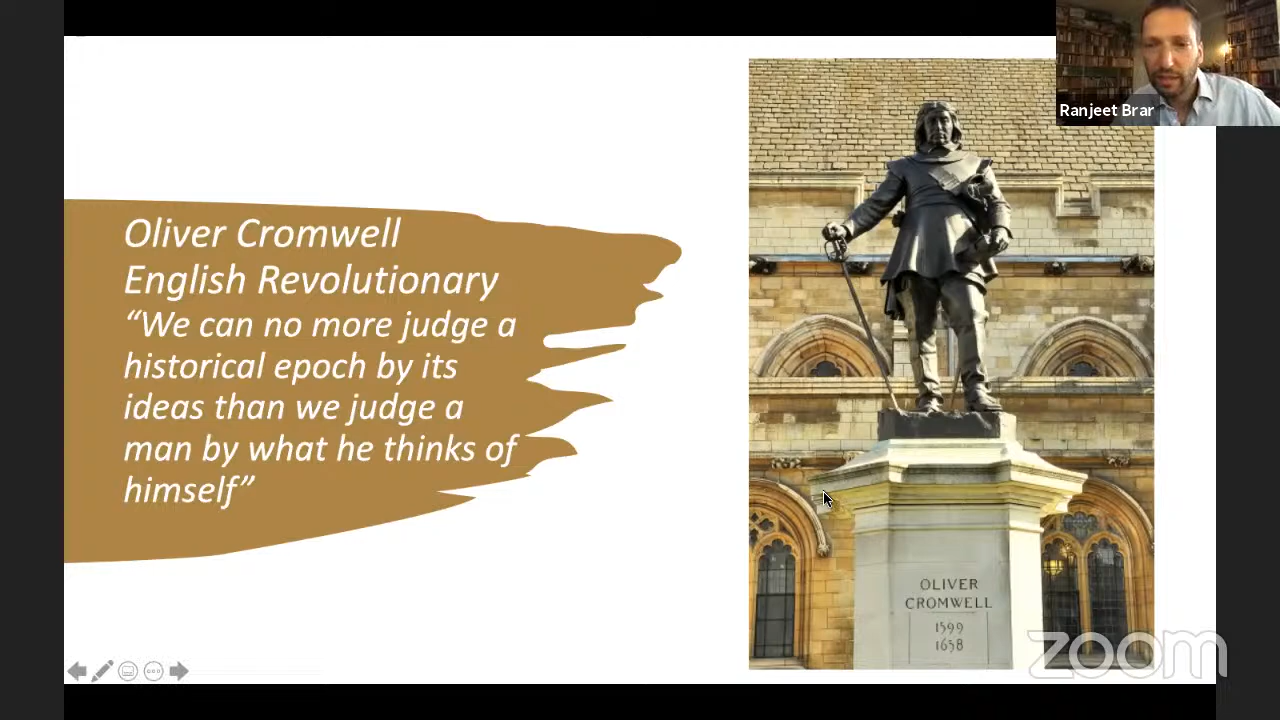 Ranjeet Brar
Oliver Cromwell
English Revolutionary
“We can no more judge a
historical epoch by its
ideas than we judge a
man by what he thinks of
himself”
OLIVER
CROMWELL
1599
1658
zoom